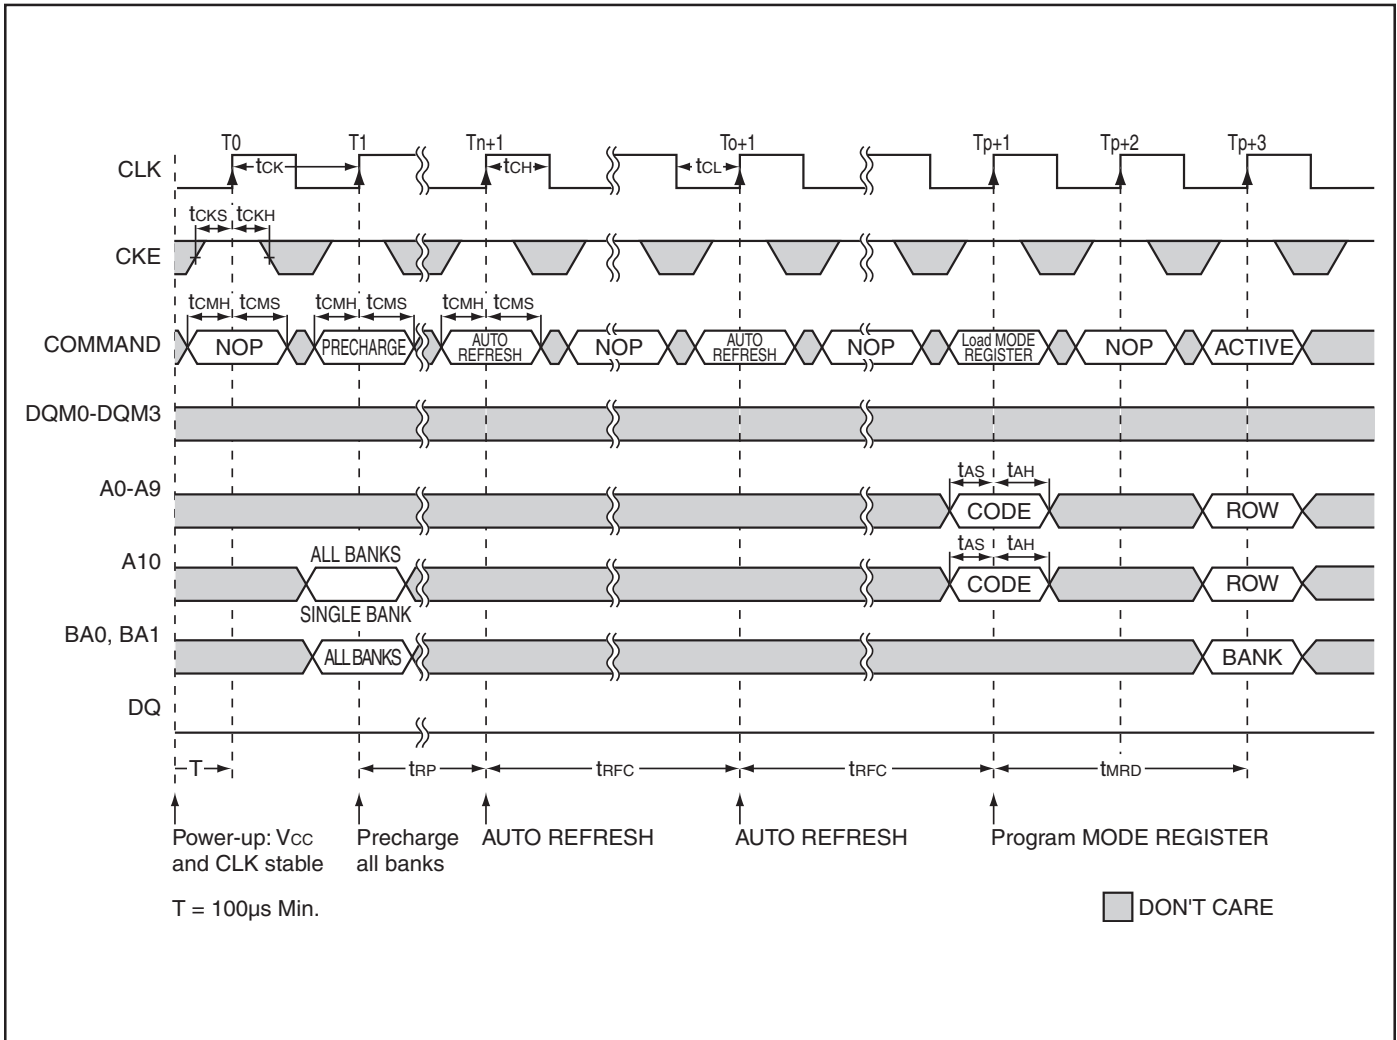 T0 T1 Tn+1 To+1 Tp+1 Tp+2 Tp+3
CLK tCK tCH tCL
tCKS tCKH
CKE
tCMH tCMS tCMH tCMS tCMH tCMS
COMMAND NOP PRECHARGE AUTO REFRESH NOP AUTO REFRESH NOP Load MODE REGISTER NOP ACTIVE
DQM0-DQM3
tAS tAH
A0-A9 CODE ROW
ALL BANKS tAS tAH
A10 CODE ROW
SINGLE BANK
BA0, BA1 ALL BANKS BANK
DQ
T tRP tRFC tRFC tMRD
Power-up: VCC Precharge AUTO REFRESH AUTO REFRESH Program MODE REGISTER
and CLK stable all banks
T = 100µs Min. DON'T CARE